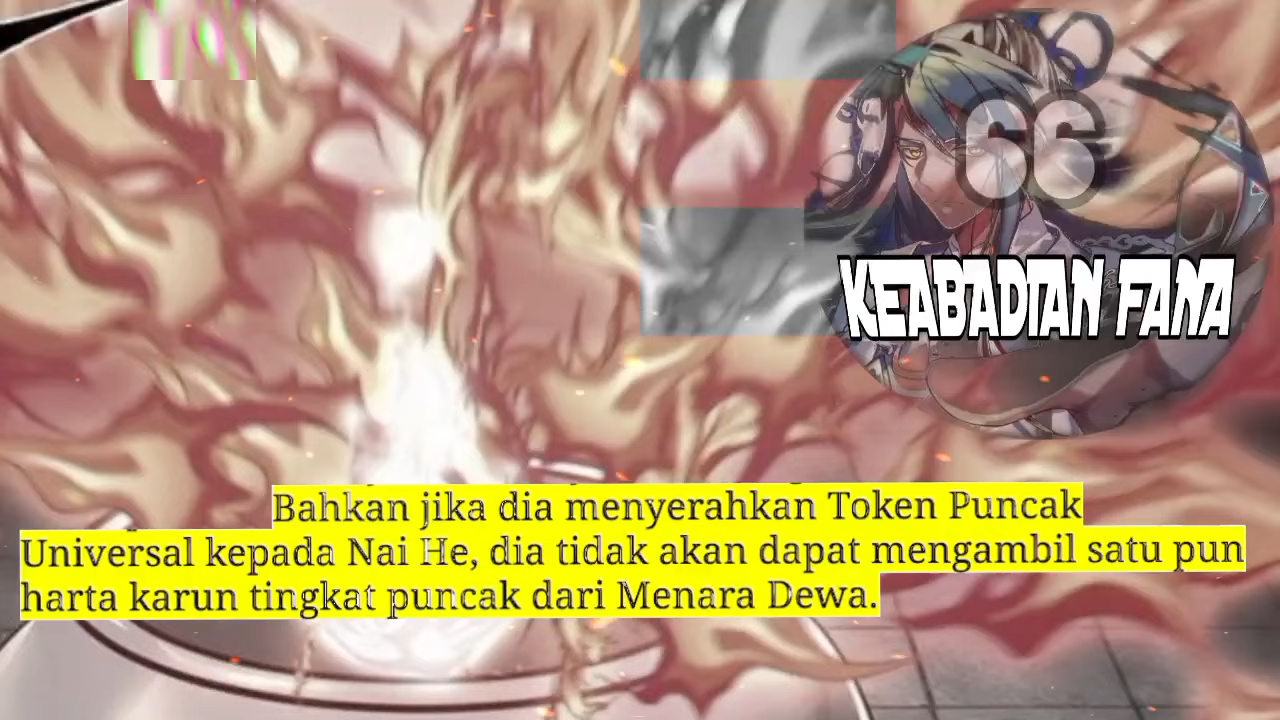 66
KEABADIAN FANA
Bahkan jika dia menyerahkan Token Puncak
Universal kepada Nai He, dia tidak akan dapat mengambil satu pun
harta karun tingkat puncak dari Menara Dewa.